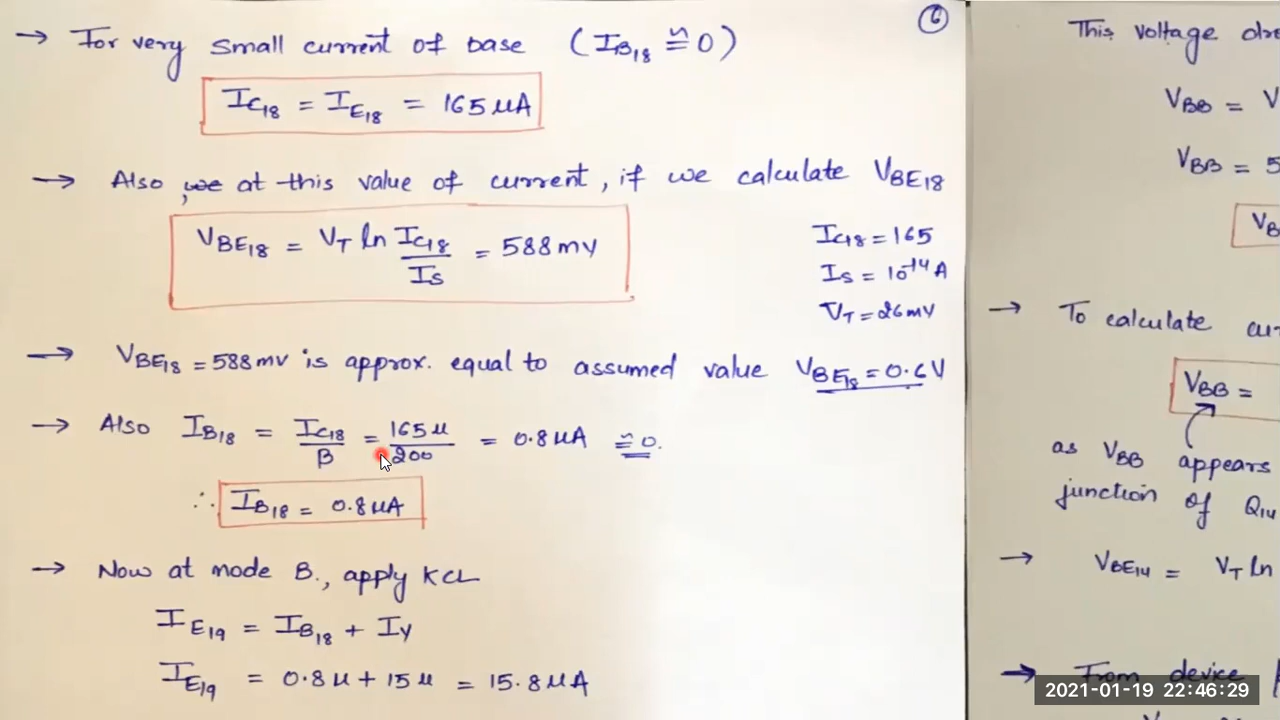 6
→ For very small current of base (I_B18 ≅ 0)
I_C18 = I_E18 = 165 µA
→ Also, we at this value of current, if we calculate V_BE18
V_BE18 = V_T ln I_C18 / I_S = 588 mV
I_C18 = 165
I_S = 10^-14 A
V_T = 26 mV
→ V_BE18 = 588 mV is approx. equal to assumed value V_BE18 = 0.6 V
→ Also I_B18 = I_C18 / β = 165 µ / 200 = 0.8 µA ≅ 0.
∴ I_B18 = 0.8 µA
→ Now at node B., apply KCL
I_E19 = I_B18 + I_Y
I_E19 = 0.8 µ + 15 µ = 15.8 µA
This voltage
V_BB = V
V_BB = 5
→ To calculate
V_BB =
as V_BB appears
junction of Q14
→ V_BE14 = V_T ln
→ From device
2021-01-19 22:46:29